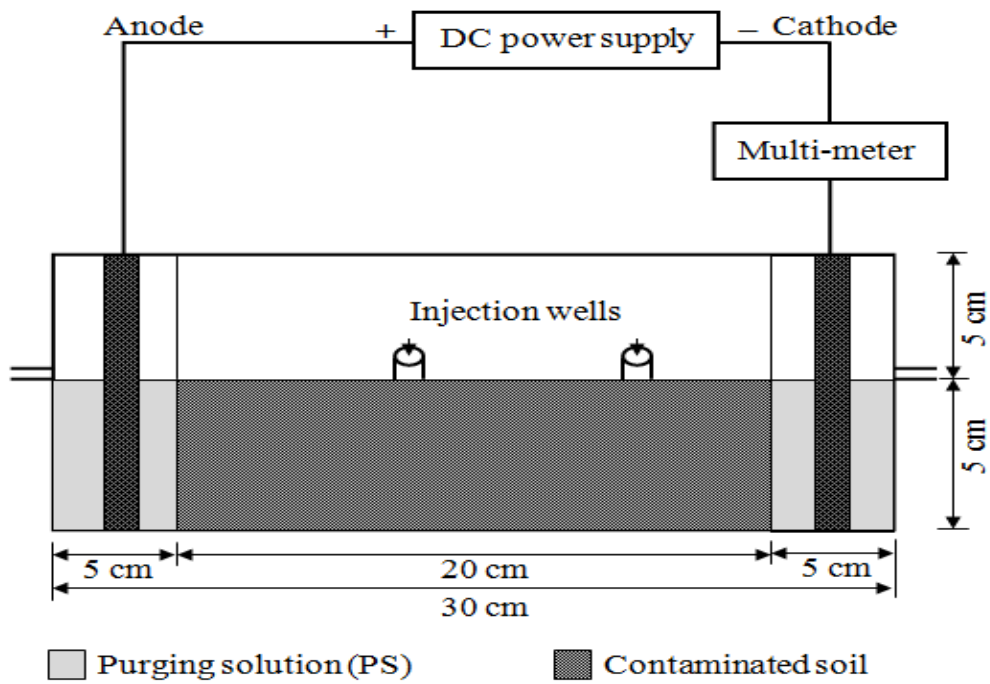 Anode + DC power supply – Cathode
Multi-meter
Injection wells
5 cm
5 cm
5 cm 20 cm 5 cm
30 cm
Purging solution (PS) Contaminated soil